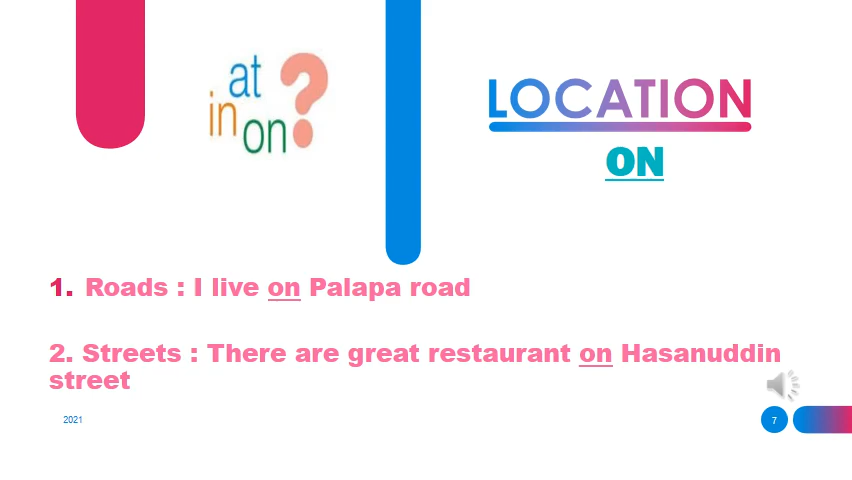 at
in
on
?
LOCATION
ON
1. Roads : I live on Palapa road
2. Streets : There are great restaurant on Hasanuddin
street
2021
7